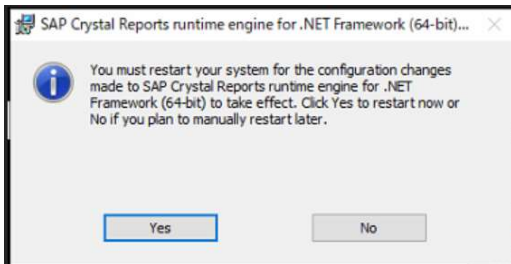 SAP Crystal Reports runtime engine for .NET Framework (64-bit)...
You must restart your system for the configuration changes
made to SAP Crystal Reports runtime engine for .NET
Framework (64-bit) to take effect. Click Yes to restart now or
No if you plan to manually restart later.
Yes
No